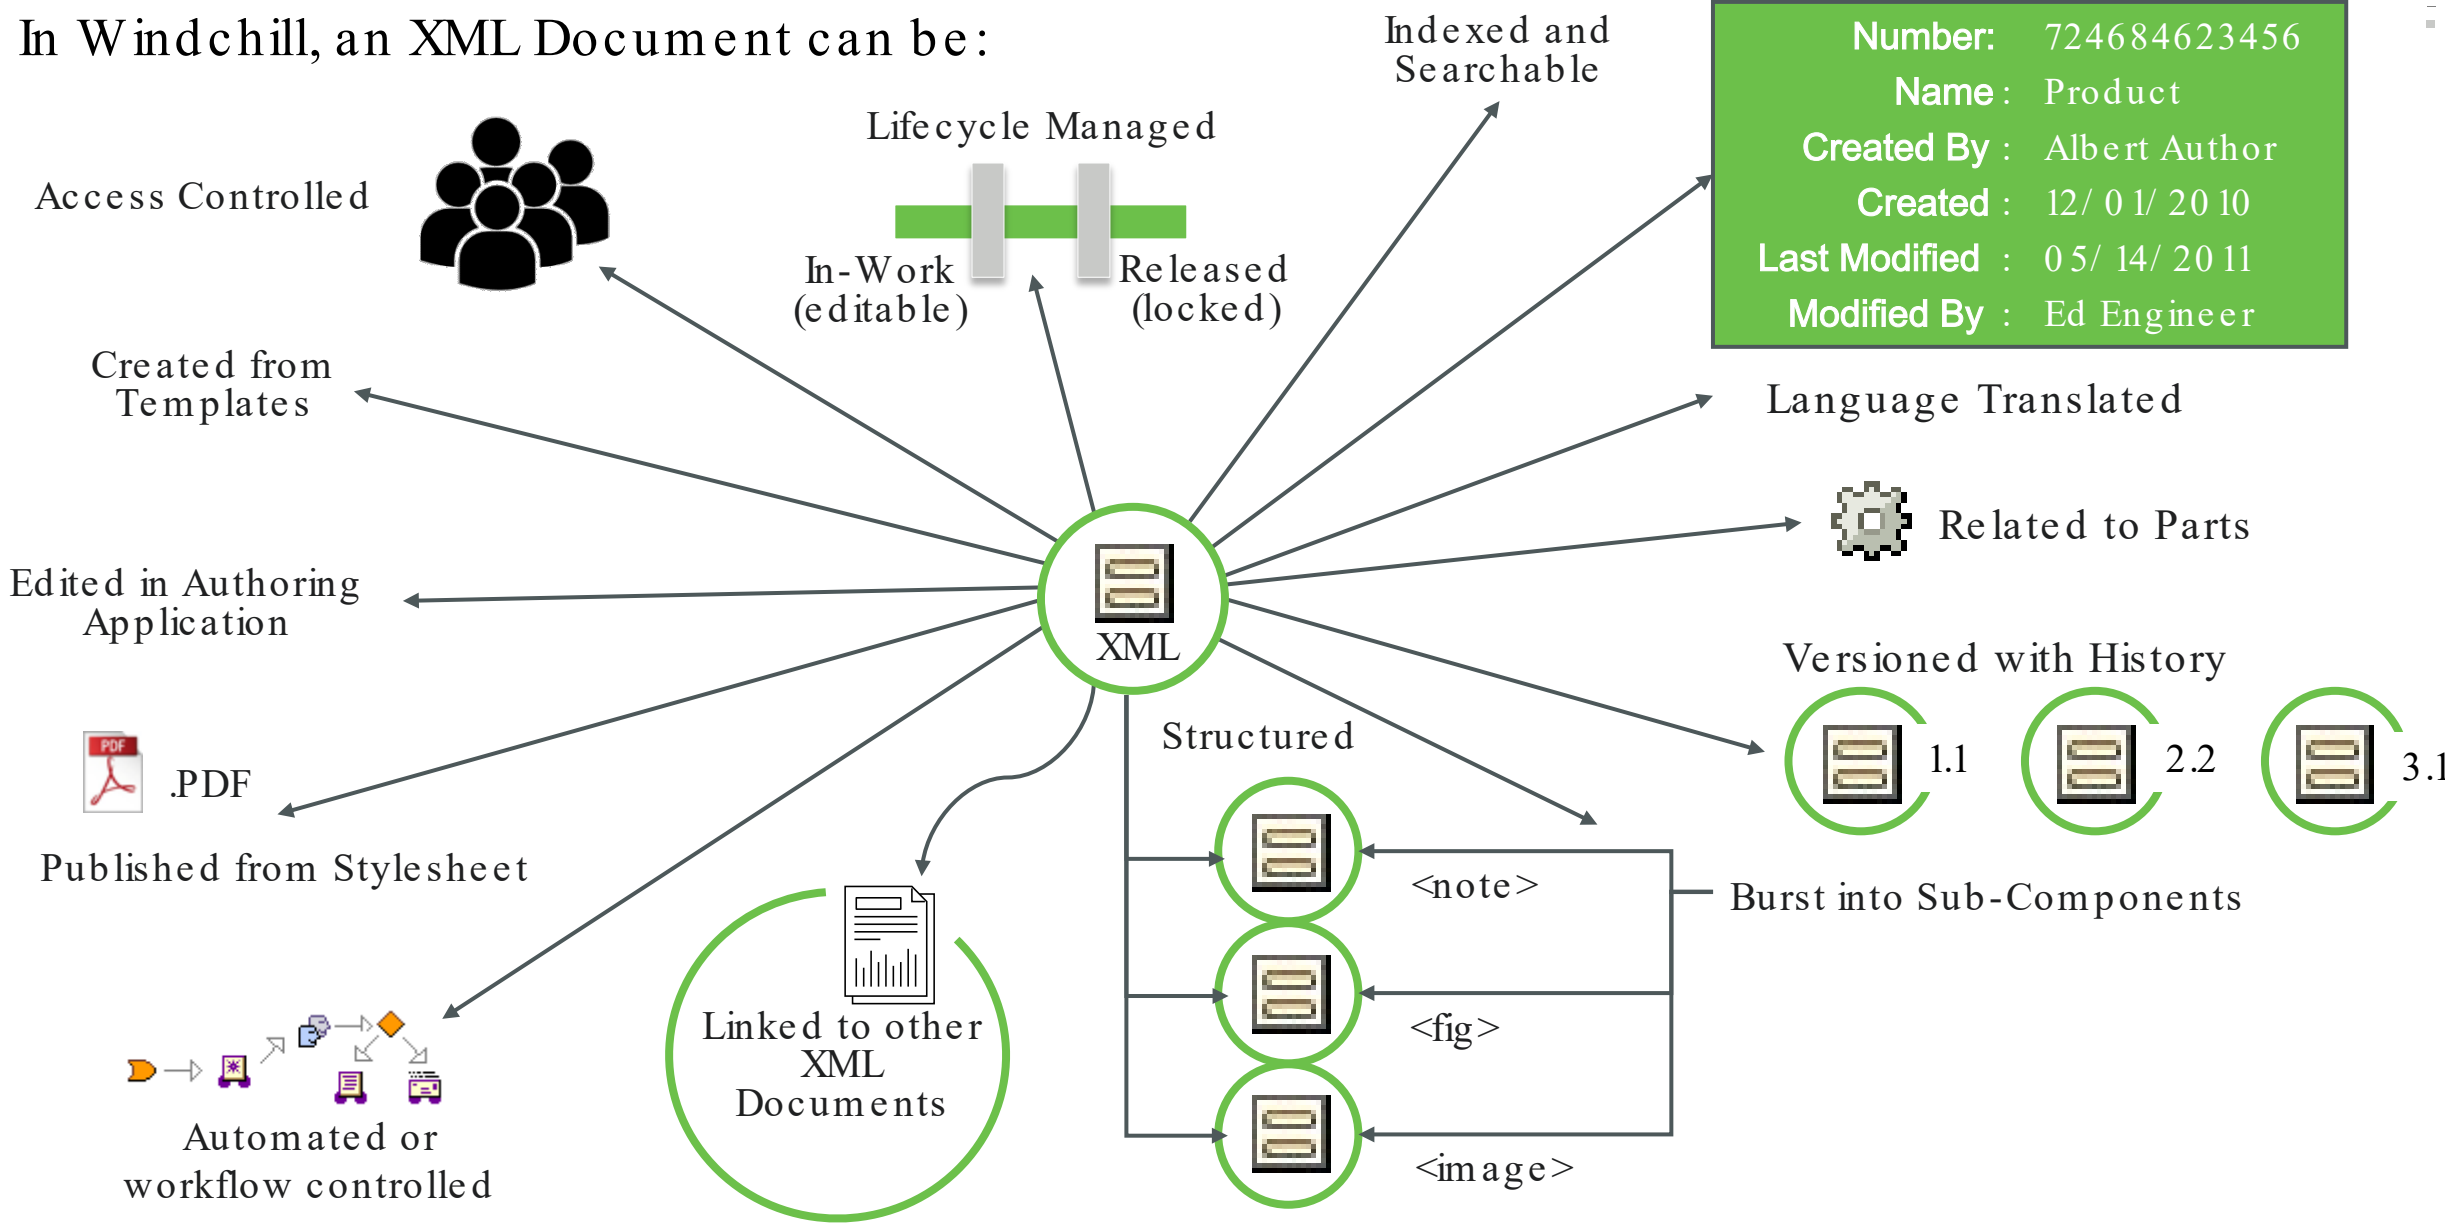 In Windchill, an XML Document can be:
Indexed and
Searchable
Number: 724684623456
Name : Product
Created By : Albert Author
Created : 12/01/2010
Last Modified : 05/14/2011
Modified By : Ed Engineer
Lifecycle Managed
In-Work
(editable)
Released
(locked)
Access Controlled
Created from
Templates
Language Translated
Related to Parts
Edited in Authoring
Application
XML
Versioned with History
1.1
2.2
3.1
Structured
PDF
.PDF
Published from Stylesheet
<note>
Burst into Sub-Components
<fig>
<image>
Linked to other
XML
Documents
Automated or
workflow controlled